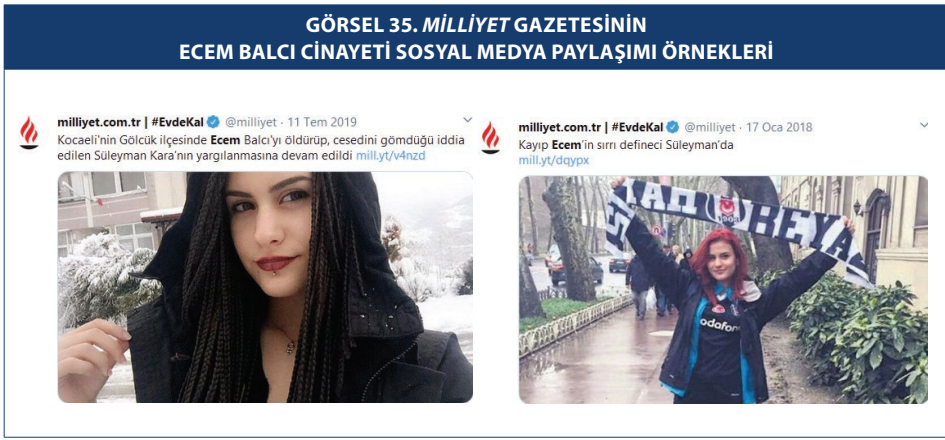 GÖRSEL 35. MİLLİYET GAZETESİNİN
ECEM BALCI CİNAYETİ SOSYAL MEDYA PAYLAŞIMI ÖRNEKLERİ
milliyet.com.tr | #EvdeKal @milliyet · 11 Tem 2019
Kocaeli'nin Gölcük ilçesinde Ecem Balcı'yı öldürüp, cesedini gömdüğü iddia
edilen Süleyman Kara'nın yargılanmasına devam edildi mill.yt/v4nzd
milliyet.com.tr | #EvdeKal @milliyet · 17 Oca 2018
Kayıp Ecem'in sırrı defineci Süleyman'da
mill.yt/dqypx
vodafone